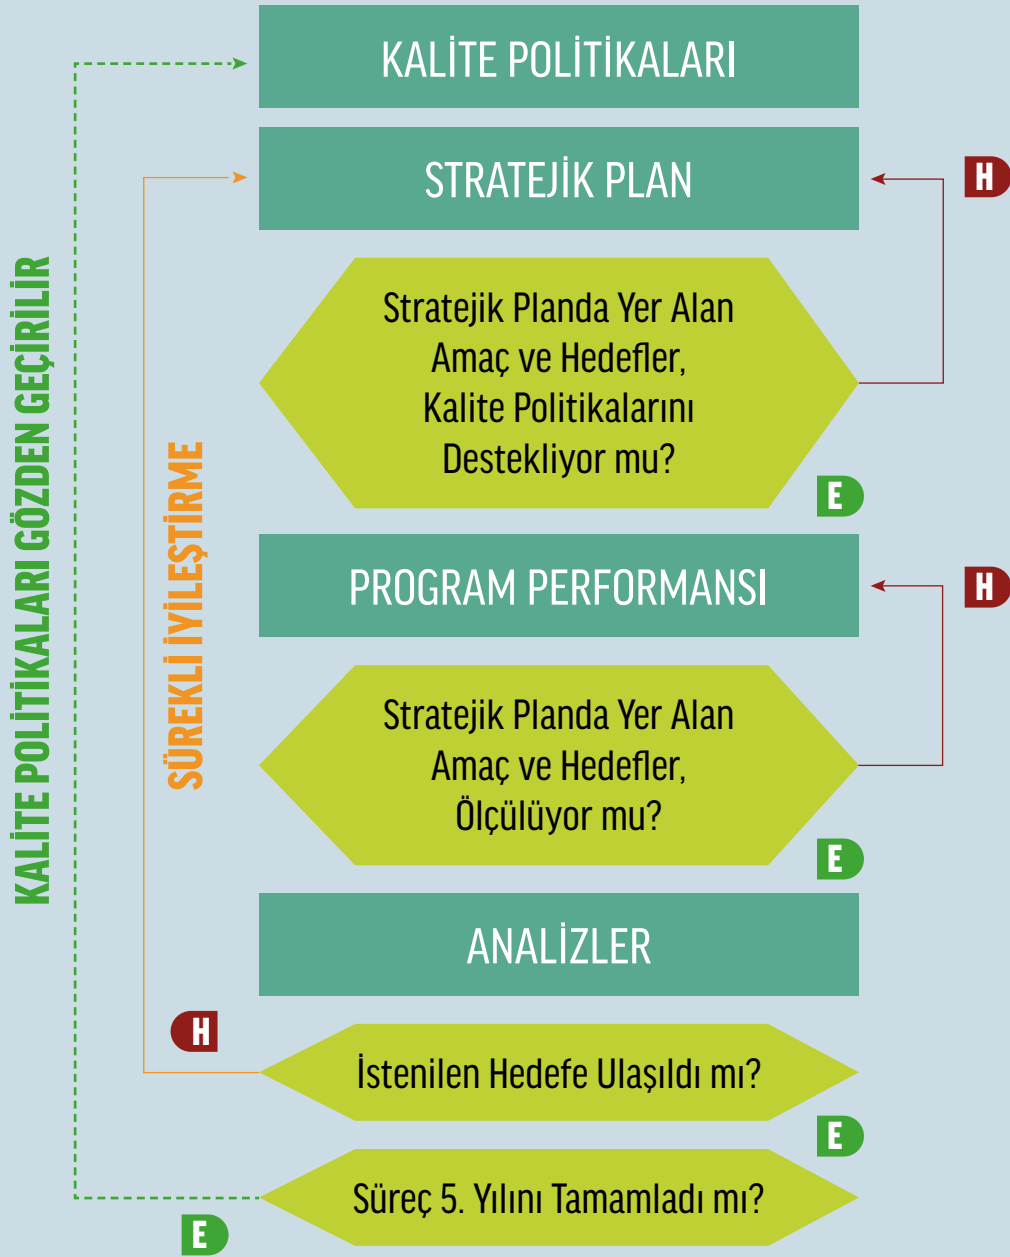 KALİTE POLİTİKALARI
STRATEJİK PLAN
H
Stratejik Planda Yer Alan
Amaç ve Hedefler,
Kalite Politikalarını
Destekliyor mu?
E
PROGRAM PERFORMANSI
H
Stratejik Planda Yer Alan
Amaç ve Hedefler,
Ölçülüyor mu?
E
ANALİZLER
H
İstenilen Hedefe Ulaşıldı mı?
E
Süreç 5. Yılını Tamamladı mı?
E
SÜREKLİ İYİLEŞTİRME
KALİTE POLİTİKALARI GÖZDEN GEÇİRİLİR